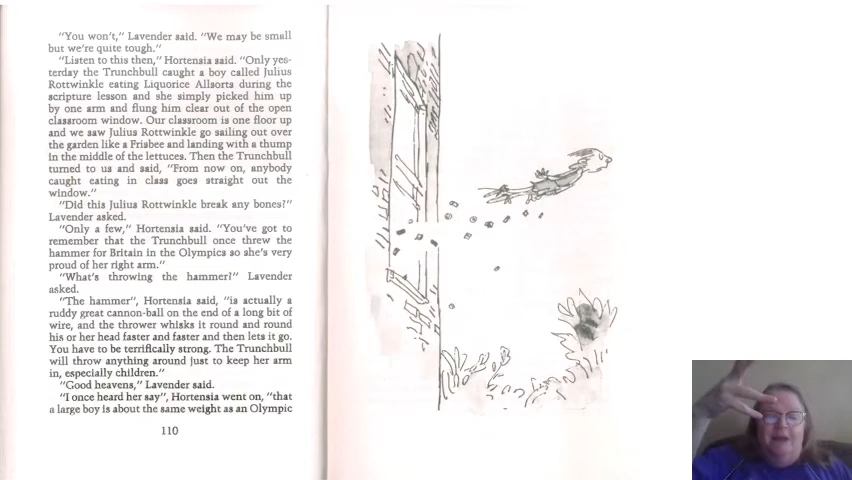 "You won't," Lavender said. "We may be small
but we're quite tough."
"Listen to this then," Hortensia said. "Only yes-
terday the Trunchbull caught a boy called Julius
Rottwinkle eating Liquorice Allsorts during the
scripture lesson and she simply picked him up
by one arm and flung him clear out of the open
classroom window. Our classroom is one floor up
and we saw Julius Rottwinkle go sailing out over
the garden like a Frisbee and landing with a thump
in the middle of the lettuces. Then the Trunchbull
turned to us and said, "From now on, anybody
caught eating in class goes straight out the
window."
"Did this Julius Rottwinkle break any bones?"
Lavender asked.
"Only a few," Hortensia said. "You've got to
remember that the Trunchbull once threw the
hammer for Britain in the Olympics so she's very
proud of her right arm."
"What's throwing the hammer?" Lavender
asked.
"The hammer", Hortensia said, "is actually a
ruddy great cannon-ball on the end of a long bit of
wire, and the thrower whisks it round and round
his or her head faster and faster and then lets it go.
You have to be terrifically strong. The Trunchbull
will throw anything around just to keep her arm
in, especially children."
"Good heavens," Lavender said.
"I once heard her say", Hortensia went on, "that
a large boy is about the same weight as an Olympic
110